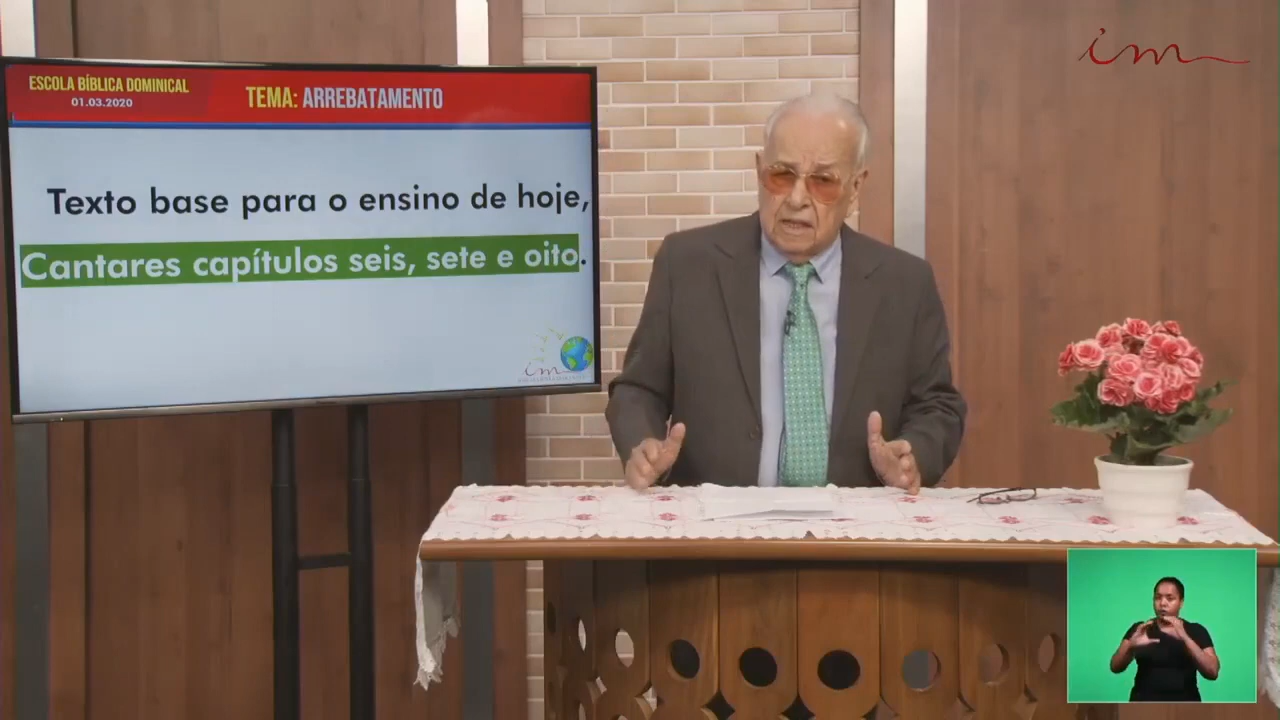 ESCOLA BÍBLICA DOMINICAL
01.03.2020
TEMA: ARREBATAMENTO
Texto base para o ensino de hoje,
Cantares capítulos seis, sete e oito.
im
im